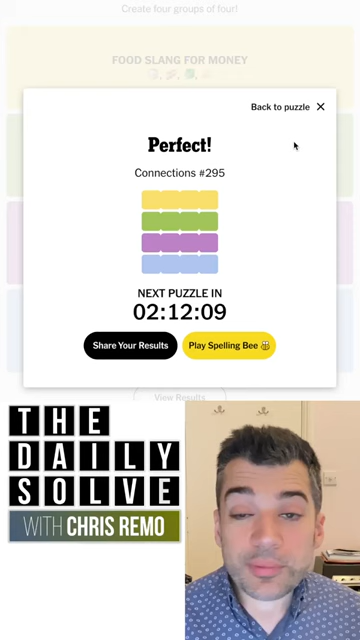 Create four groups of four!
FOOD SLANG FOR MONEY
Back to puzzle
Perfect!
Connections #295
NEXT PUZZLE IN
02:12:09
Share Your Results
Play Spelling Bee
View Results
THE
DAILY
SOLVE
WITH CHRIS REMO